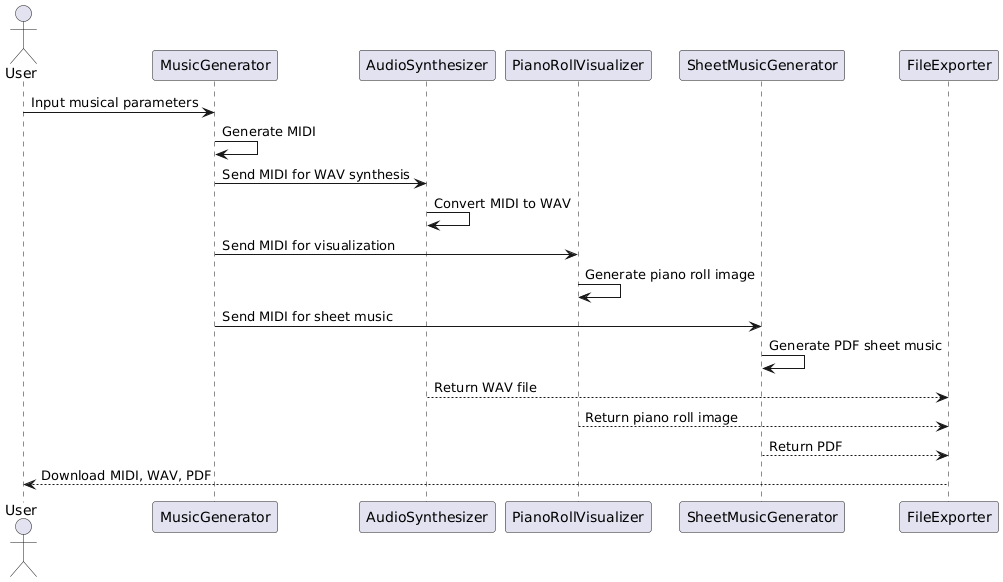 User
MusicGenerator
AudioSynthesizer
PianoRollVisualizer
SheetMusicGenerator
FileExporter
Input musical parameters
Generate MIDI
Send MIDI for WAV synthesis
Convert MIDI to WAV
Send MIDI for visualization
Generate piano roll image
Send MIDI for sheet music
Generate PDF sheet music
Return WAV file
Return piano roll image
Return PDF
Download MIDI, WAV, PDF
User
MusicGenerator
AudioSynthesizer
PianoRollVisualizer
SheetMusicGenerator
FileExporter